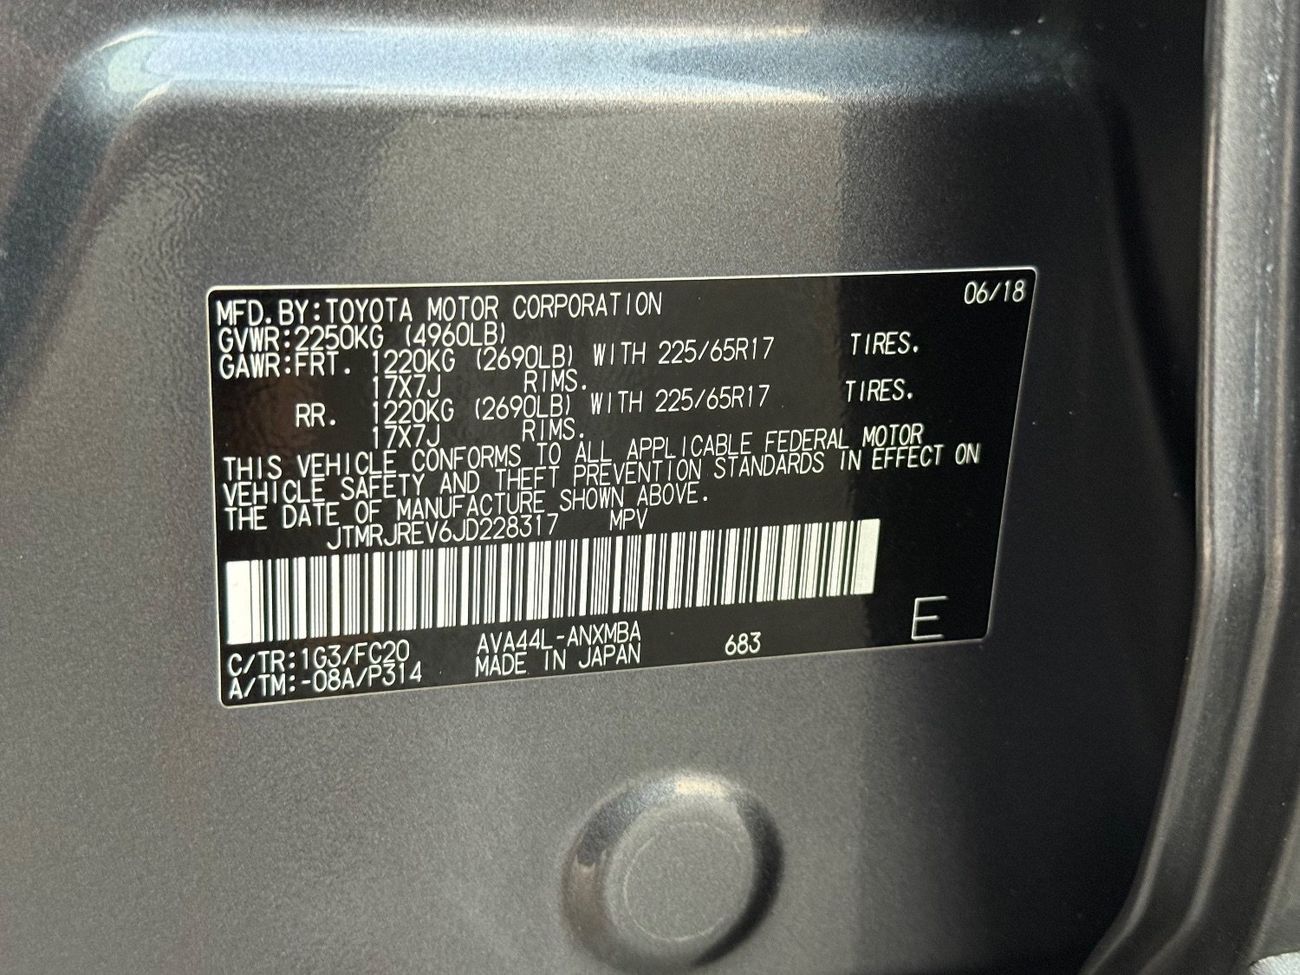 MFD.BY:TOYOTA MOTOR CORPORATION 06/18
GVWR:2250KG (4960LB)
GAWR:FRT. 1220KG (2690LB) WITH 225/65R17 TIRES.
17X7J RIMS.
RR. 1220KG (2690LB) WITH 225/65R17 TIRES.
17X7J RIMS.
THIS VEHICLE CONFORMS TO ALL APPLICABLE FEDERAL MOTOR
VEHICLE SAFETY AND THEFT PREVENTION STANDARDS IN EFFECT ON
THE DATE OF MANUFACTURE SHOWN ABOVE.
JTMRJREV6JD228317 MPV
C/TR:1G3/FC20 AVA44L-ANXMBA 683 E
A/TM:-08A/P314 MADE IN JAPAN